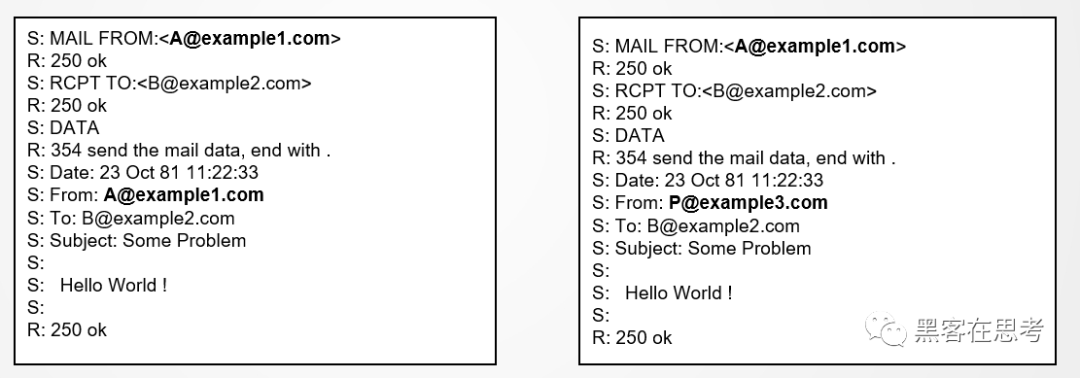 S: MAIL FROM:<A@example1.com>
R: 250 ok
S: RCPT TO:<B@example2.com>
R: 250 ok
S: DATA
R: 354 send the mail data, end with .
S: Date: 23 Oct 81 11:22:33
S: From: A@example1.com
S: To: B@example2.com
S: Subject: Some Problem
S:
S:   Hello World !
S:
R: 250 ok
S: MAIL FROM:<A@example1.com>
R: 250 ok
S: RCPT TO:<B@example2.com>
R: 250 ok
S: DATA
R: 354 send the mail data, end with .
S: Date: 23 Oct 81 11:22:33
S: From: P@example3.com
S: To: B@example2.com
S: Subject: Some Problem
S:
S:   Hello World !
S:
R: 250 ok
黑客在思考